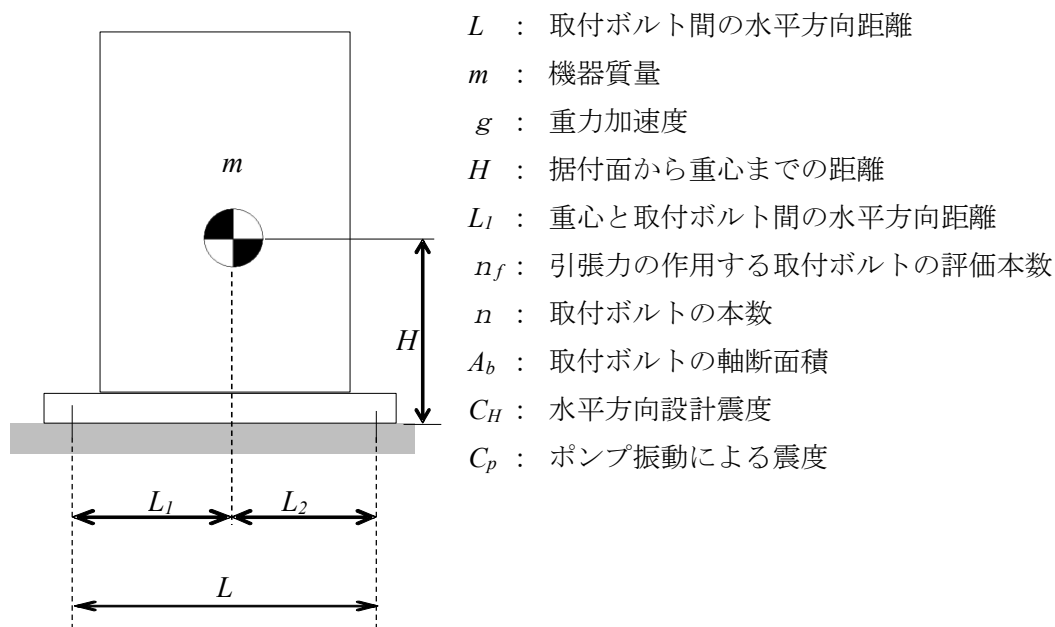 L ： 取付ボルト間の水平方向距離
m ： 機器質量
g ： 重力加速度
H ： 据付面から重心までの距離
L1 ： 重心と取付ボルト間の水平方向距離
nf ： 引張力の作用する取付ボルトの評価本数
n ： 取付ボルトの本数
Ab ： 取付ボルトの軸断面積
CH ： 水平方向設計震度
Cp ： ポンプ振動による震度
m
H
L1
L2
L